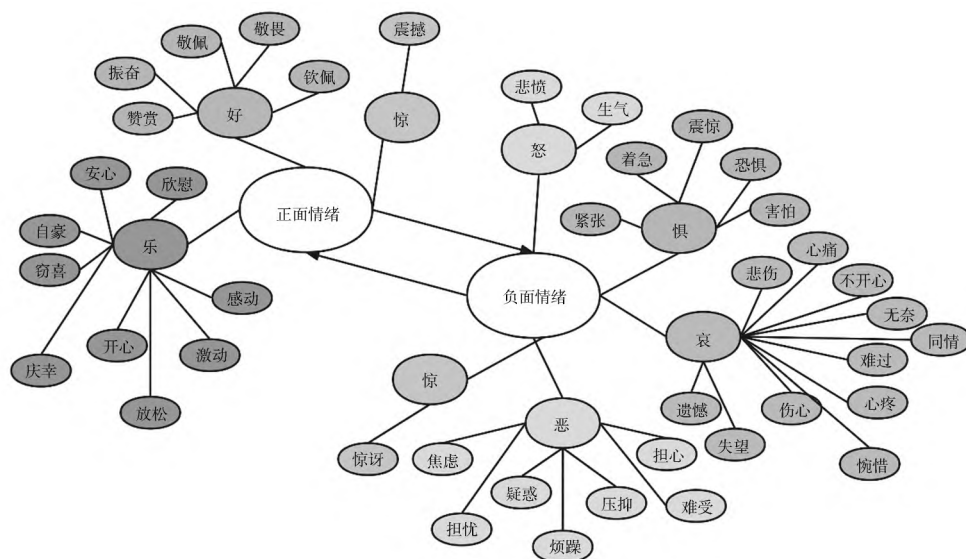 敬佩
敬畏
震撼
振奋
钦佩
赞赏
好
惊
悲愤
生气
怒
震惊
着急
恐惧
紧张
惧
害怕
安心
欣慰
正面情绪
自豪
乐
窃喜
感动
开心
激动
庆幸
放松
负面情绪
心痛
悲伤
不开心
无奈
哀
同情
难过
遗憾
伤心
心疼
失望
惋惜
惊
惊讶
恶
焦虑
担心
疑惑
压抑
难受
担忧
烦躁